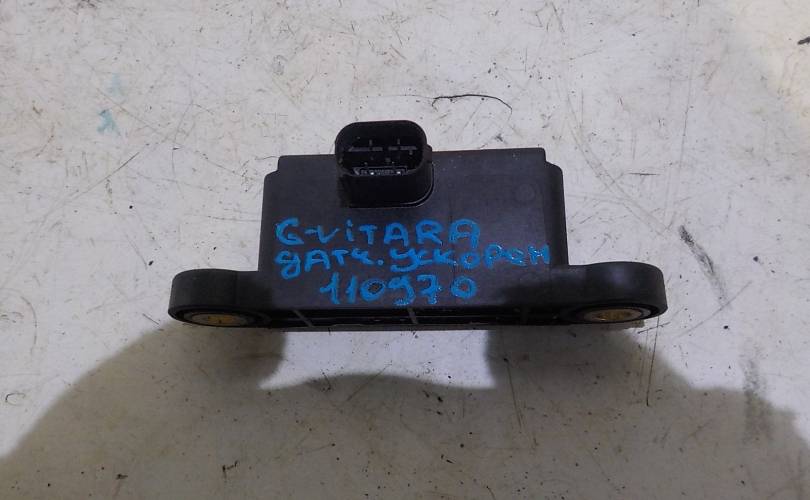 G-ViTARA
датч. ускорен
110970